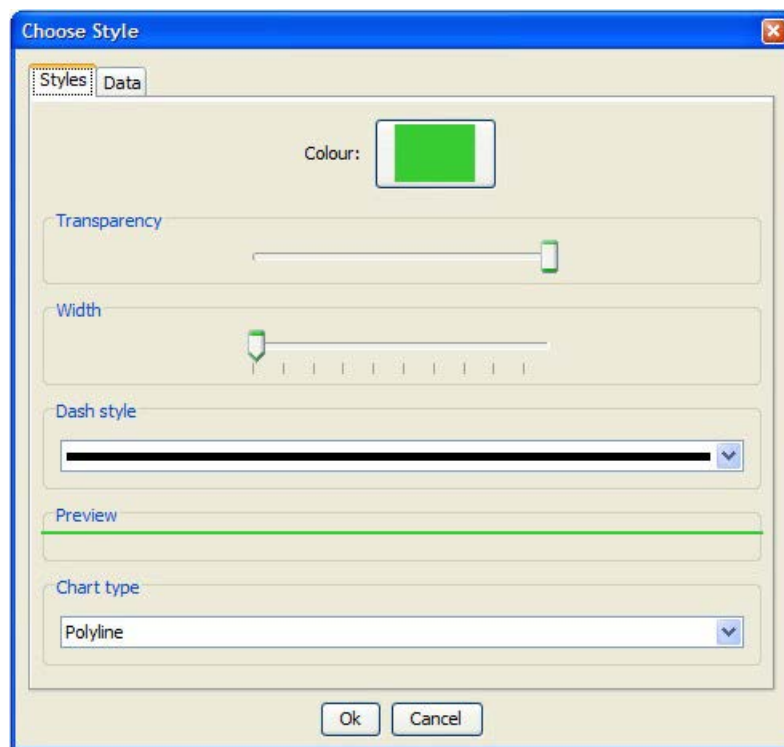 Choose Style
Styles Data
Colour:
Transparency
Width
Dash style
Preview
Chart type
Polyline
Ok Cancel